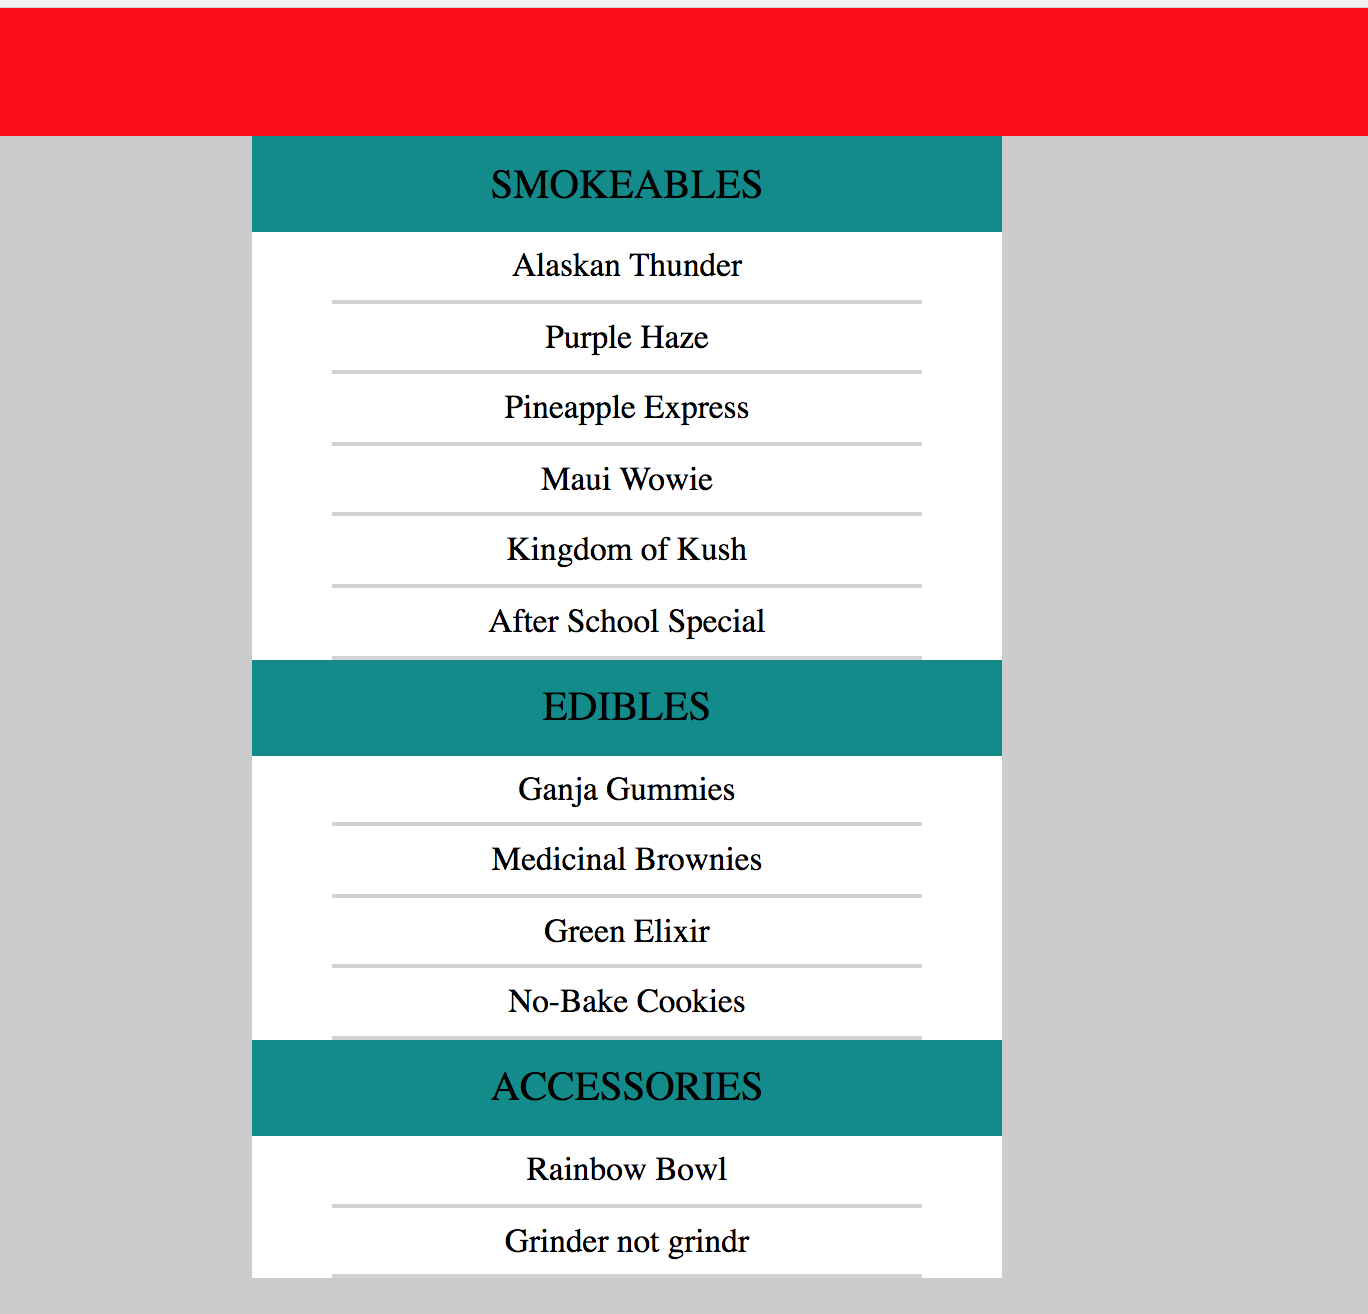 SMOKEABLES
Alaskan Thunder
Purple Haze
Pineapple Express
Maui Wowie
Kingdom of Kush
After School Special
EDIBLES
Ganja Gummies
Medicinal Brownies
Green Elixir
No-Bake Cookies
ACCESSORIES
Rainbow Bowl
Grinder not grindr